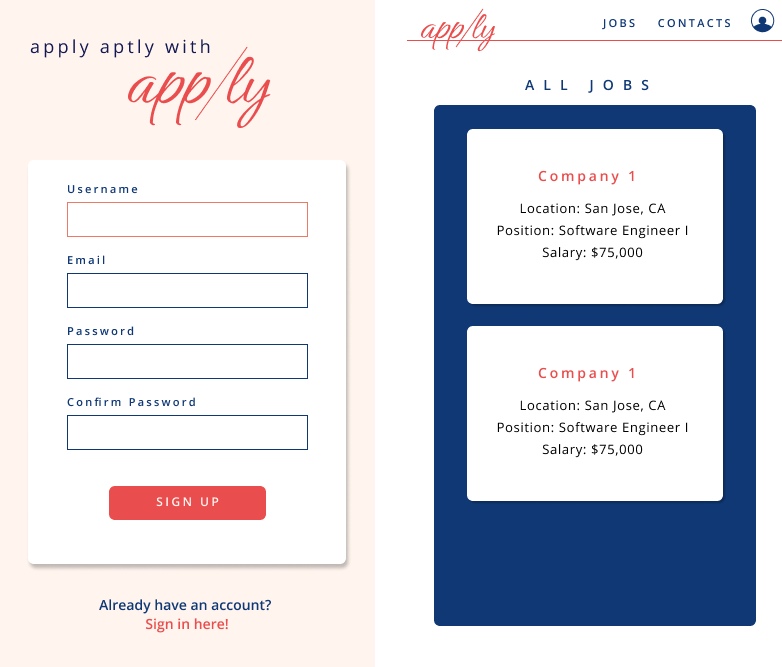 apply aptly with
app/ly
Username
Email
Password
Confirm Password
SIGN UP
Already have an account?
Sign in here!
app/ly
JOBS CONTACTS
ALL JOBS
Company 1
Location: San Jose, CA
Position: Software Engineer I
Salary: $75,000
Company 1
Location: San Jose, CA
Position: Software Engineer I
Salary: $75,000